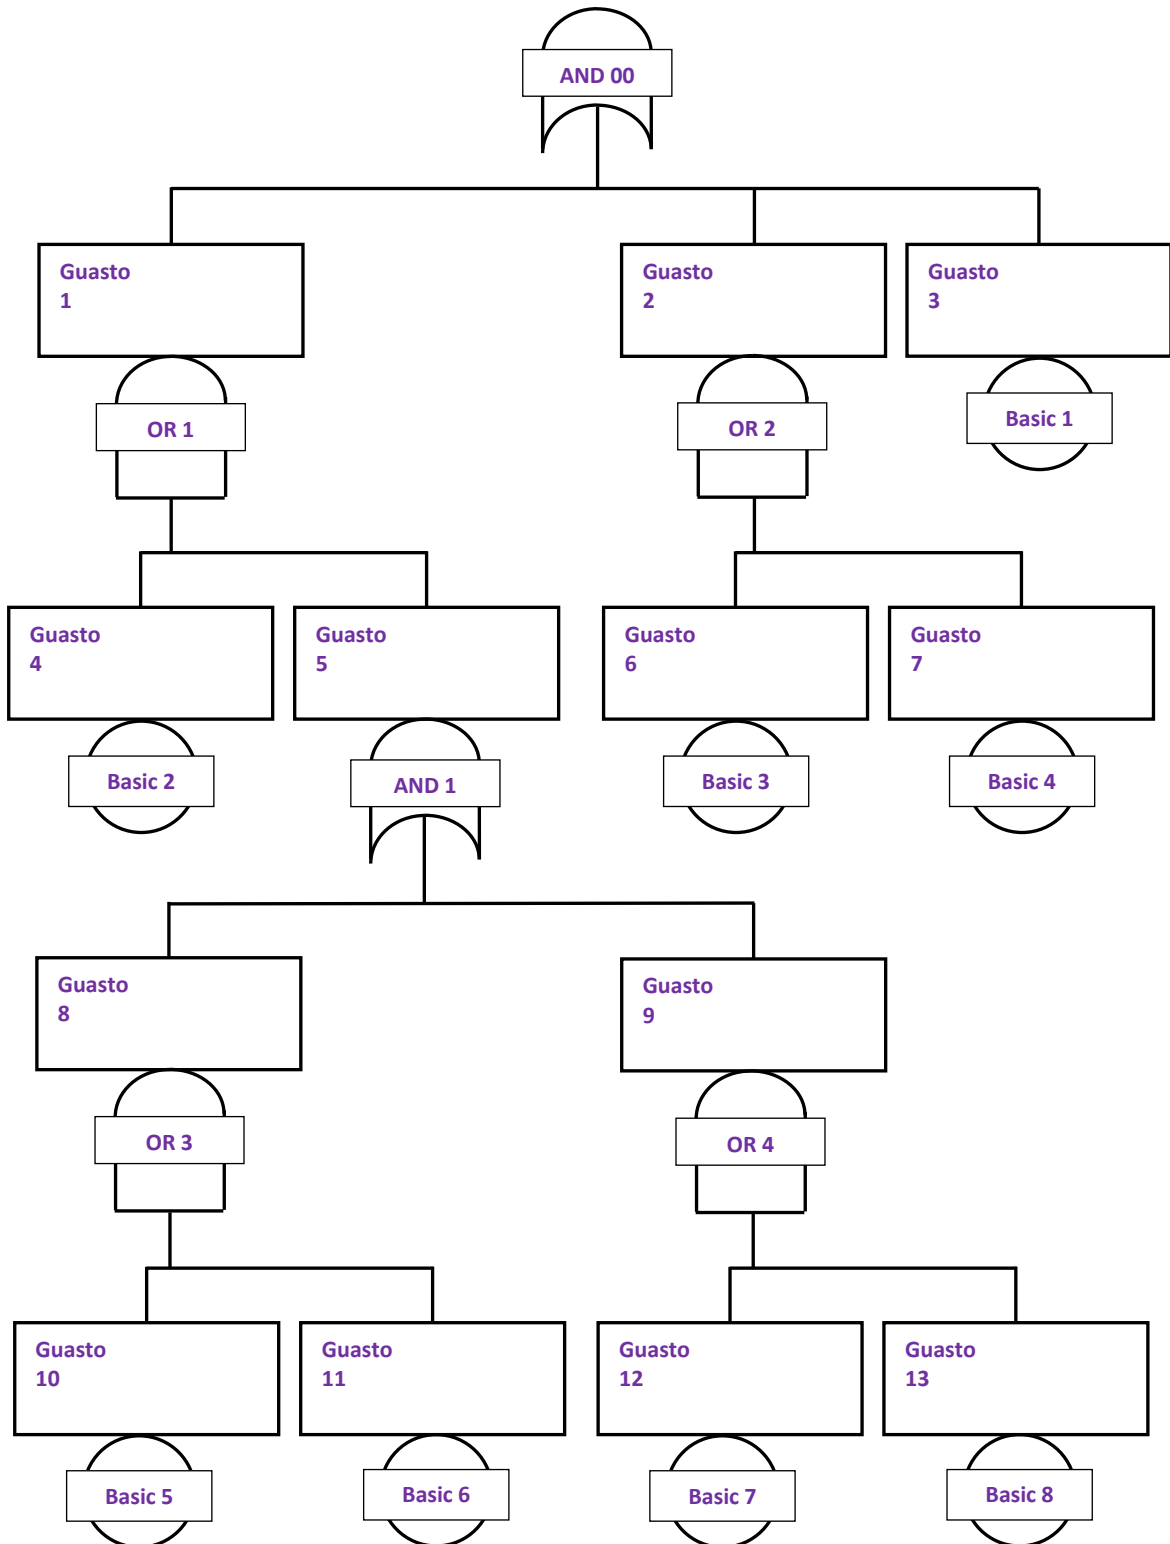 AND 00
Guasto
1
Guasto
2
Guasto
3
OR 1
OR 2
Basic 1
Guasto
4
Guasto
5
Guasto
6
Guasto
7
Basic 2
AND 1
Basic 3
Basic 4
Guasto
8
Guasto
9
OR 3
OR 4
Guasto
10
Guasto
11
Guasto
12
Guasto
13
Basic 5
Basic 6
Basic 7
Basic 8